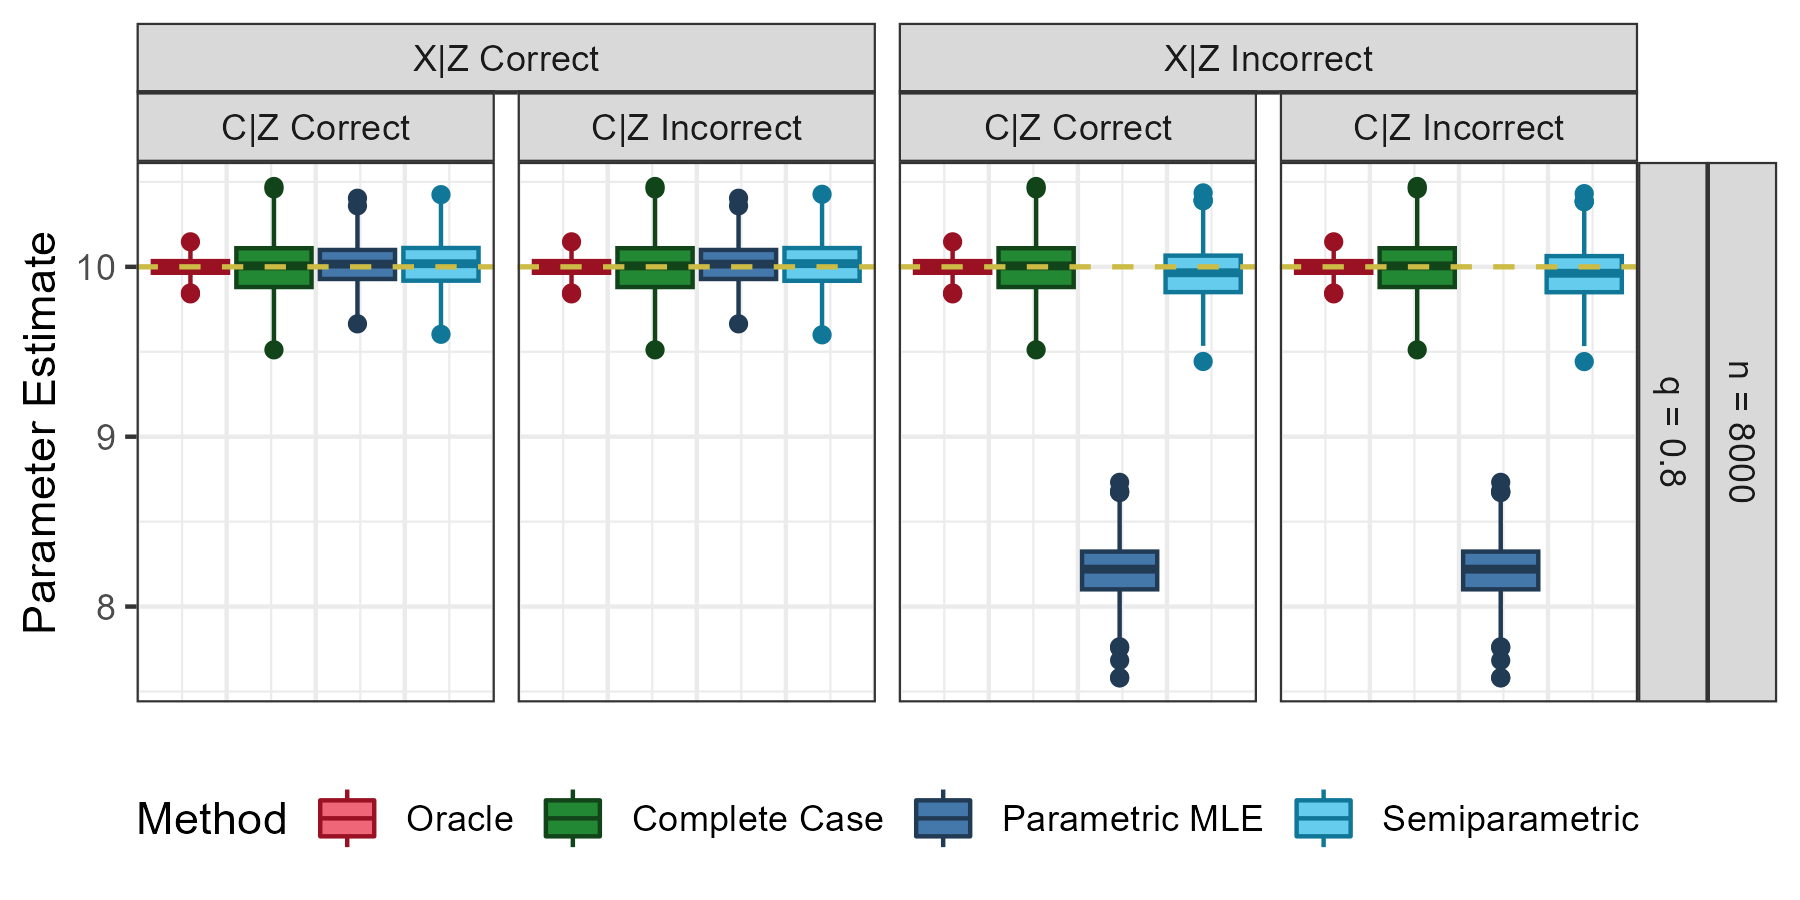 X|Z Correct
X|Z Incorrect
C|Z Correct
C|Z Incorrect
C|Z Correct
C|Z Incorrect
Parameter Estimate
10
9
8
q = 0.8
n = 8000
Method
Oracle
Complete Case
Parametric MLE
Semiparametric